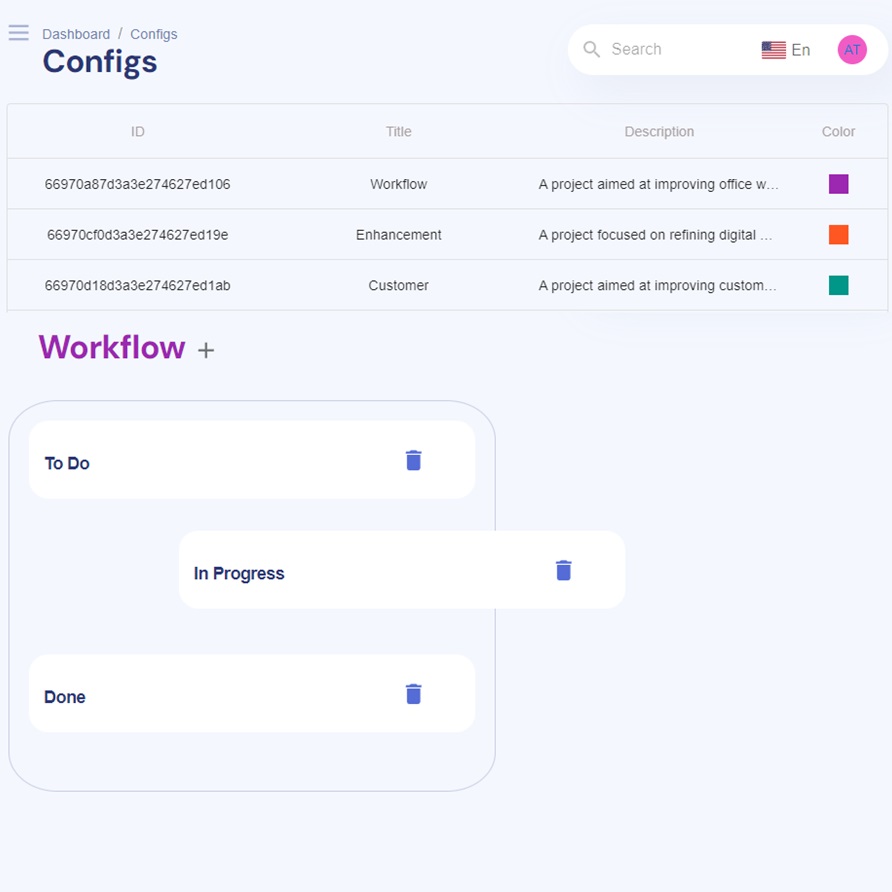 Dashboard / Configs
Configs
Search
En
AT
ID Title Description Color
66970a87d3a3e274627ed106 Workflow A project aimed at improving office w...
66970cf0d3a3e274627ed19e Enhancement A project focused on refining digital ...
66970d18d3a3e274627ed1ab Customer A project aimed at improving custom...
Workflow +
To Do
In Progress
Done